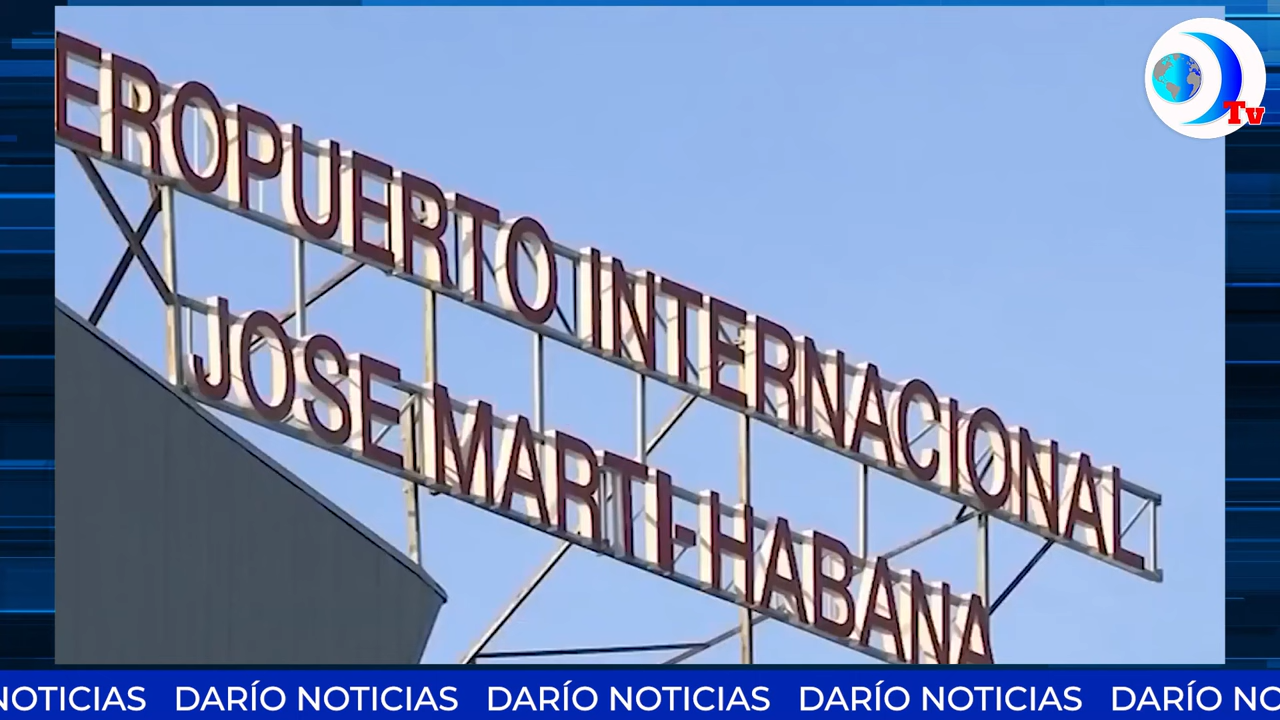 EROPUERTO INTERNACIONAL
JOSE MARTI-HABANA
Tv
NOTICIAS DARÍO NOTICIAS DARÍO NOTICIAS DARÍO NOTICIAS DARÍO NO